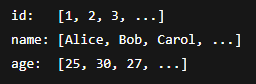 id: [1, 2, 3, ...]
name: [Alice, Bob, Carol, ...]
age: [25, 30, 27, ...]